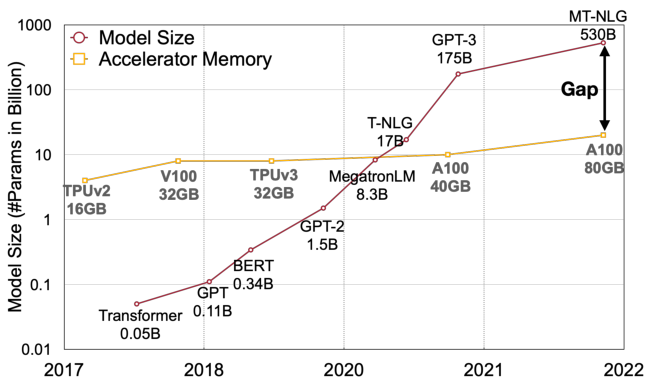 Model Size (#Params in Billion)
1000
100
10
1
0.1
0.01
Model Size
Accelerator Memory
MT-NLG
530B
GPT-3
175B
Gap
T-NLG
17B
A100
80GB
A100
40GB
MegatronLM
8.3B
TPUv2
16GB
V100
32GB
TPUv3
32GB
GPT-2
1.5B
BERT
0.34B
GPT
0.11B
Transformer
0.05B
2017
2018
2020
2021
2022